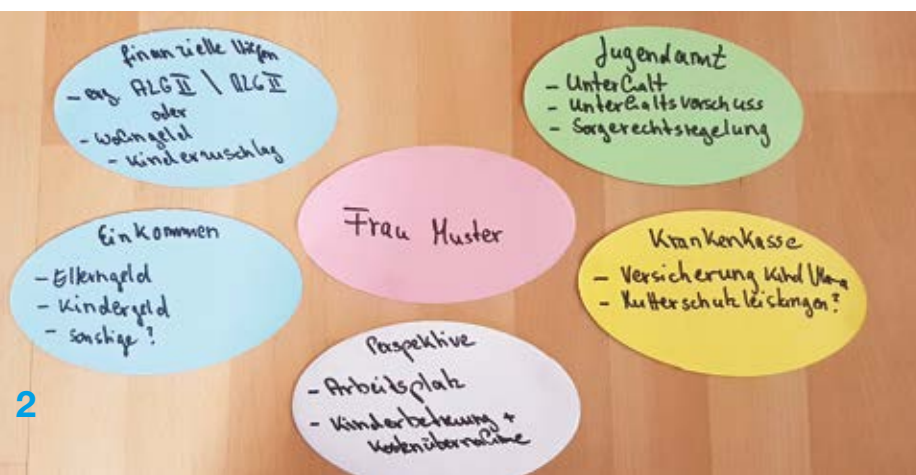 finanzielle Hilfen
- erg ALG II \ ALG II
oder
- Wohngeld
- Kinderzuschlag
Jugendamt
- Unterhalt
- Unterhaltsvorschuss
- Sorgerechtsregelung
Frau Muster
Einkommen
- Elterngeld
- Kindergeld
- sonstige?
Krankenkasse
- Versicherung Kind
- Mutterschutzleistungen?
Perspektive
- Arbeitsplatz
- Kinderbetreuung +
Kostenübernahme
2